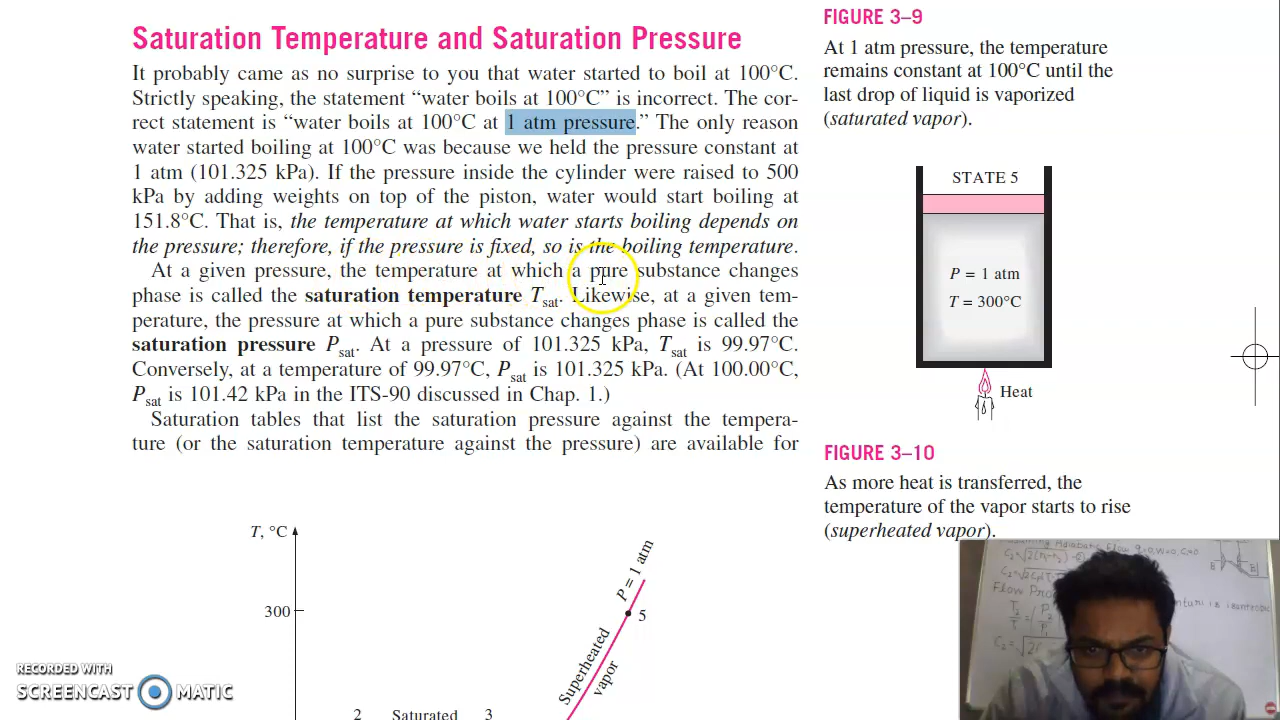 Saturation Temperature and Saturation Pressure
It probably came as no surprise to you that water started to boil at 100°C.
Strictly speaking, the statement “water boils at 100°C” is incorrect. The cor-
rect statement is “water boils at 100°C at 1 atm pressure.” The only reason
water started boiling at 100°C was because we held the pressure constant at
1 atm (101.325 kPa). If the pressure inside the cylinder were raised to 500
kPa by adding weights on top of the piston, water would start boiling at
151.8°C. That is, the temperature at which water starts boiling depends on
the pressure; therefore, if the pressure is fixed, so is the boiling temperature.
At a given pressure, the temperature at which a pure substance changes
phase is called the saturation temperature Tsat. Likewise, at a given tem-
perature, the pressure at which a pure substance changes phase is called the
saturation pressure Psat. At a pressure of 101.325 kPa, Tsat is 99.97°C.
Conversely, at a temperature of 99.97°C, Psat is 101.325 kPa. (At 100.00°C,
Psat is 101.42 kPa in the ITS-90 discussed in Chap. 1.)
Saturation tables that list the saturation pressure against the tempera-
ture (or the saturation temperature against the pressure) are available for
FIGURE 3–9
At 1 atm pressure, the temperature
remains constant at 100°C until the
last drop of liquid is vaporized
(saturated vapor).
STATE 5
P = 1 atm
T = 300°C
Heat
FIGURE 3–10
As more heat is transferred, the
temperature of the vapor starts to rise
(superheated vapor).
T, °C
300
P = 1 atm
5
Superheated
vapor
2 Saturated 3
RECORDED WITH
SCREENCAST MATIC
Flow Pro